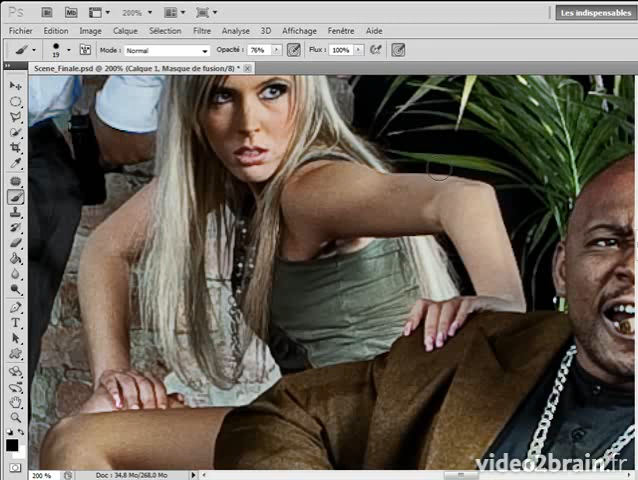 Ps Br Mb 200% Les indispensables
Fichier Edition Image Calque Sélection Filtre Analyse 3D Affichage Fenêtre Aide
19 Mode : Normal Opacité : 76% Flux : 100%
Scene_Finale.psd @ 200% (Calque 1, Masque de fusion/8) *
200 % Doc : 34,8 Mo/268,0 Mo
video2brain.fr